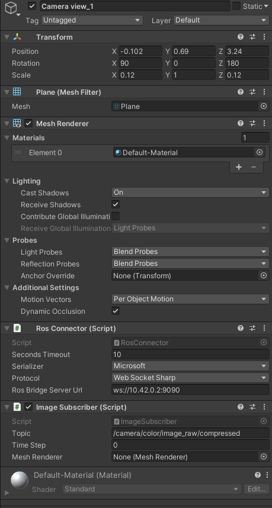 Camera view_1 Static
Tag Untagged Layer Default
Transform
Position X -0.102 Y 0.69 Z 3.24
Rotation X 90 Y 0 Z 180
Scale X 0.12 Y 1 Z 0.12
Plane (Mesh Filter)
Mesh Plane
Mesh Renderer
Materials 1
Element 0 Default-Material
Lighting
Cast Shadows On
Receive Shadows
Contribute Global Illuminati
Receive Global Illumination Light Probes
Probes
Light Probes Blend Probes
Reflection Probes Blend Probes
Anchor Override None (Transform)
Additional Settings
Motion Vectors Per Object Motion
Dynamic Occlusion
Ros Connector (Script)
Script RosConnector
Seconds Timeout 10
Serializer Microsoft
Protocol Web Socket Sharp
Ros Bridge Server Url ws://10.42.0.2:9090
Image Subscriber (Script)
Script ImageSubscriber
Topic /camera/color/image_raw/compressed
Time Step 0
Mesh Renderer None (Mesh Renderer)
Default-Material (Material)
Shader Standard Edit...